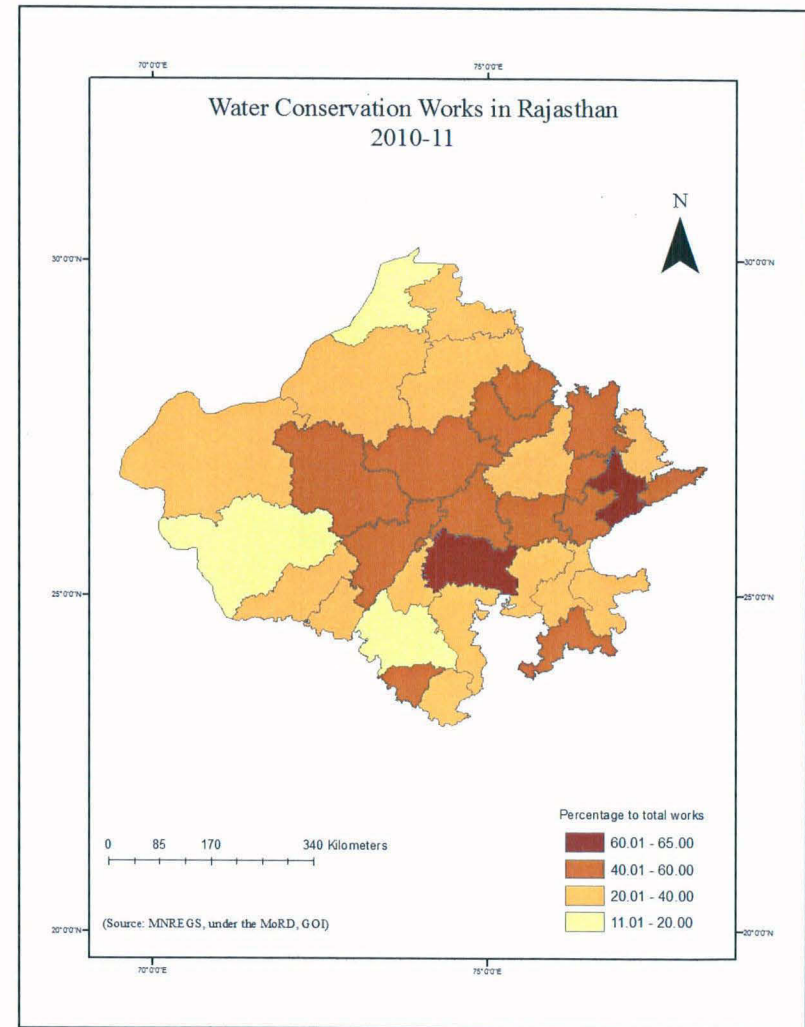 70°0'0"E 75°0'0"E
Water Conservation Works in Rajasthan
2010-11
N
30°0'0"N 30°0'0"N
25°0'0"N 25°0'0"N
Percentage to total works
0 85 170 340 Kilometers
60.01 - 65.00
40.01 - 60.00
20.01 - 40.00
11.01 - 20.00
(Source: MNREGS, under the MoRD, GOI)
20°0'0"N 20°0'0"N
70°0'0"E 75°0'0"E